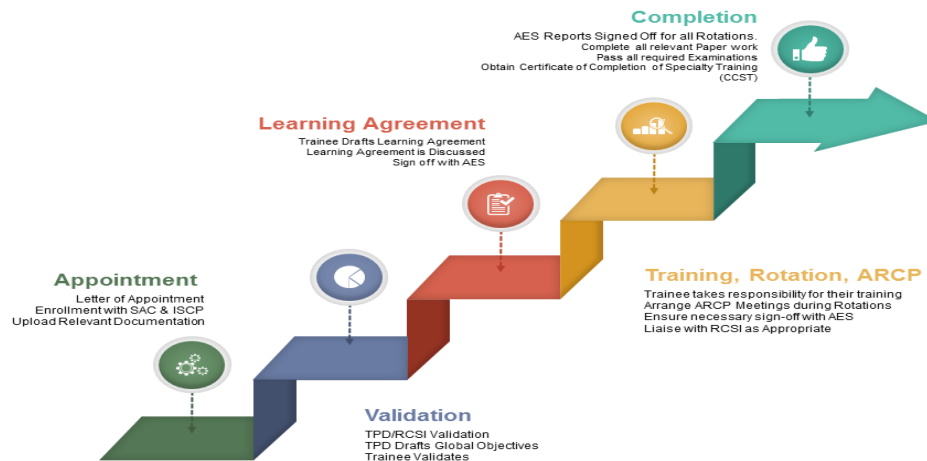 Completion
AES Reports Signed Off for all Rotations.
Complete all relevant Paper work
Pass all required Examinations
Obtain Certificate of Completion of Specialty Training
(CCST)
Learning Agreement
Trainee Drafts Learning Agreement
Learning Agreement is Discussed
Sign off with AES
Appointment
Letter of Appointment
Enrollment with SAC & ISCP
Upload Relevant Documentation
Training, Rotation, ARCP
Trainee takes responsibility for their training
Arrange ARCP Meetings during Rotations
Ensure necessary sign-off with AES
Liaise with RCSI as Appropriate
Validation
TPD/RCSI Validation
TPD Drafts Global Objectives
Trainee Validates